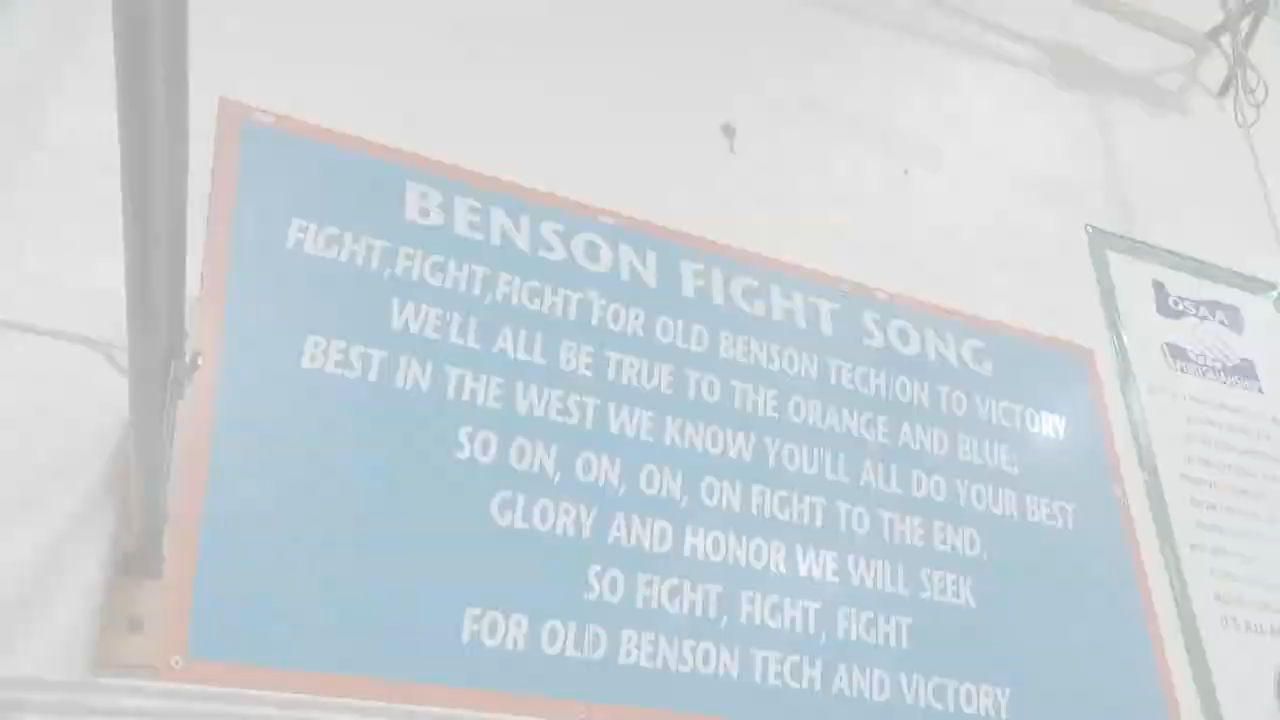 BENSON FIGHT SONG
FIGHT, FIGHT, FIGHT FOR OLD BENSON TECH/ON TO VICTORY
WE'LL ALL BE TRUE TO THE ORANGE AND BLUE.
BEST IN THE WEST WE KNOW YOU'LL ALL DO YOUR BEST
SO ON, ON, ON, ON FIGHT TO THE END.
GLORY AND HONOR WE WILL SEEK
SO FIGHT, FIGHT, FIGHT
FOR OLD BENSON TECH AND VICTORY
OSAA